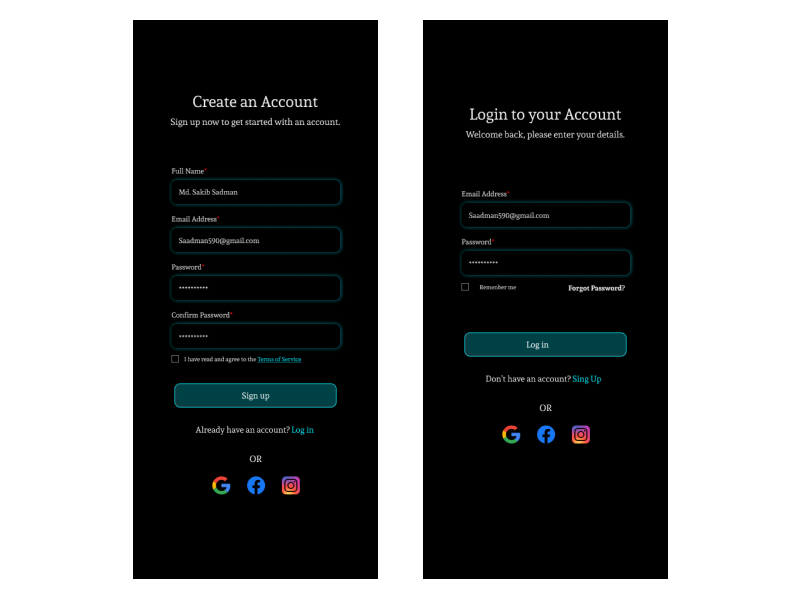 Create an Account
Sign up now to get started with an account.
Full Name*
Md. Sakib Sadman
Email Address*
Saadman590@gmail.com
Password*
**********
Confirm Password*
**********
I have read and agree to the Terms of Service
Sign up
Already have an account? Log in
OR
Login to your Account
Welcome back, please enter your details.
Email Address*
Saadman590@gmail.com
Password*
**********
Remenber me
Forgot Password?
Log in
Don't have an account? Sing Up
OR